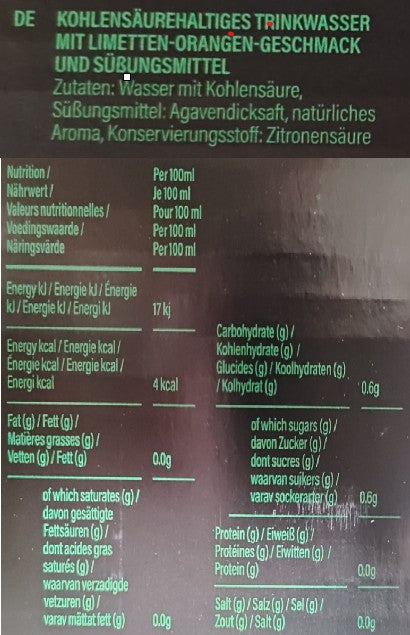 DE KOHLENSÄUREHALTIGES TRINKWASSER
MIT LIMETTEN-ORANGEN-GESCHMACK
UND SÜßUNGSMITTEL
Zutaten: Wasser mit Kohlensäure,
Süßungsmittel: Agavendicksaft, natürliches
Aroma, Konservierungsstoff: Zitronensäure
Nutrition / Per 100ml
Nährwert / Je 100 ml
Valeurs nutritionnelles / Pour 100 ml
Voedingswaarde / Per 100 ml
Näringsvärde Per 100 ml
Energy kJ / Energie kJ / Énergie
kJ / Energie kJ / Energi kJ 17 kj
Energy kcal / Energie kcal /
Énergie kcal / Energie kcal /
Energi kcal 4 kcal
Fat (g) / Fett (g) /
Matières grasses (g) /
Vetten (g) / Fett (g) 0.0g
of which saturates (g) /
davon gesättigte
Fettsäuren (g) /
dont acides gras
saturés (g) /
waarvan verzadigde
vetzuren (g) /
varav mättat fett (g) 0.0g
Carbohydrate (g) /
Kohlenhydrate (g) /
Glucides (g) / Koolhydraten (g)
/ Kolhydrat (g) 0.6g
of which sugars (g) /
davon Zucker (g) /
dont sucres (g) /
waarvan suikers (g) /
varav sockerarter (g) 0.6g
Protein (g) / Eiweiß (g) /
Protéines (g) / Eiwitten (g) /
Protein (g) 0.0g
Salt (g) / Salz (g) / Sel (g) /
Zout (g) / Salt (g) 0.0g